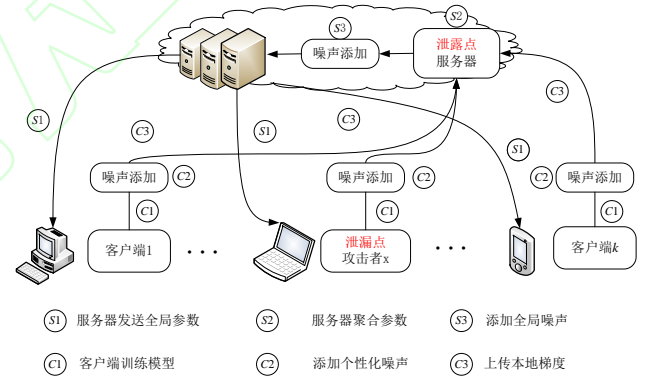 S2
S3
泄露点
服务器
噪声添加
C3
S1
C3
S1
C3
S1
噪声添加
C2
噪声添加
C2
C2
噪声添加
C1
C1
C1
客户端1
...
泄漏点
攻击者x
...
客户端k
S1 服务器发送全局参数 S2 服务器聚合参数 S3 添加全局噪声
C1 客户端训练模型 C2 添加个性化噪声 C3 上传本地梯度